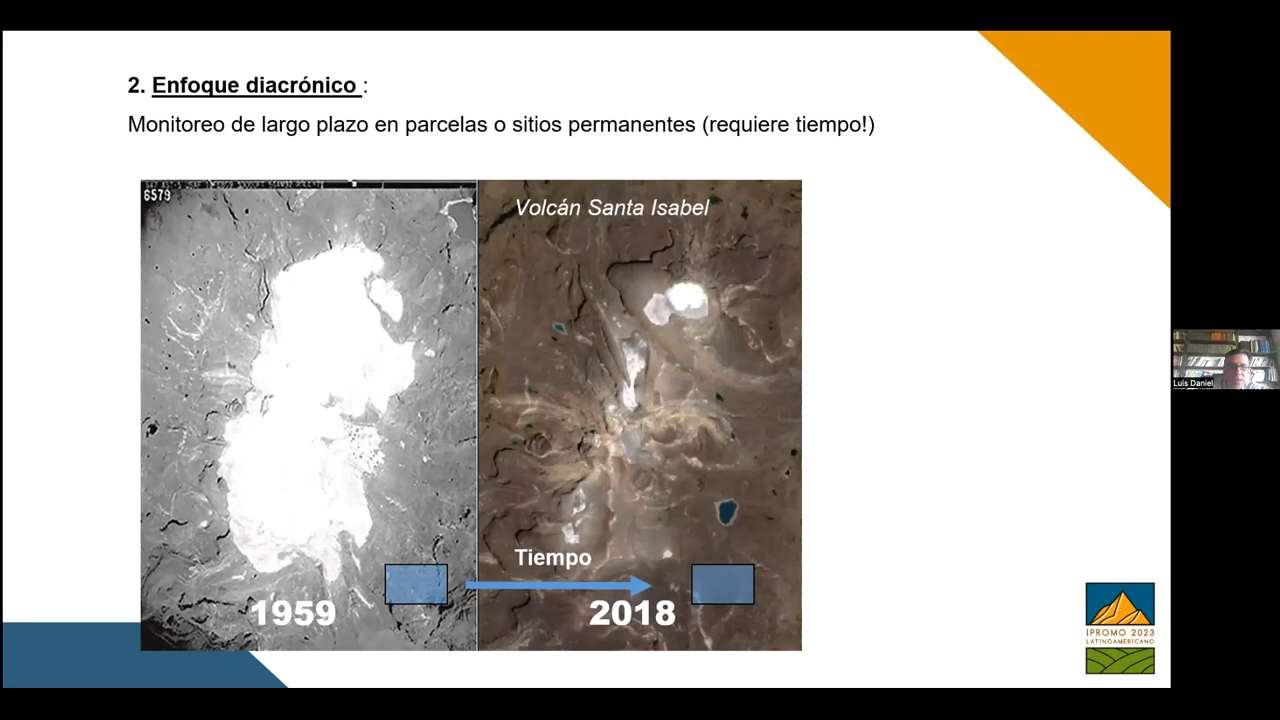 2. Enfoque diacrónico :
Monitoreo de largo plazo en parcelas o sitios permanentes (requiere tiempo!)
6579
Volcán Santa Isabel
Tiempo
1959
2018
Luis Daniel
IPROMO 2023
LATINOAMERICANO